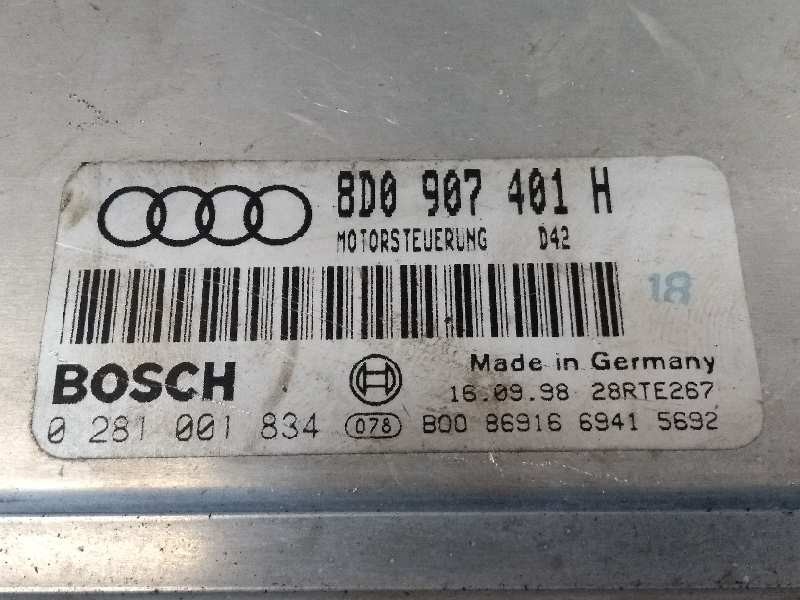 8D0 907 401 H
MOTORSTEUERUNG D42
18
BOSCH
Made in Germany
16.09.98 28RTE267
0 281 001 834 078 BOO 86916 6941 5692